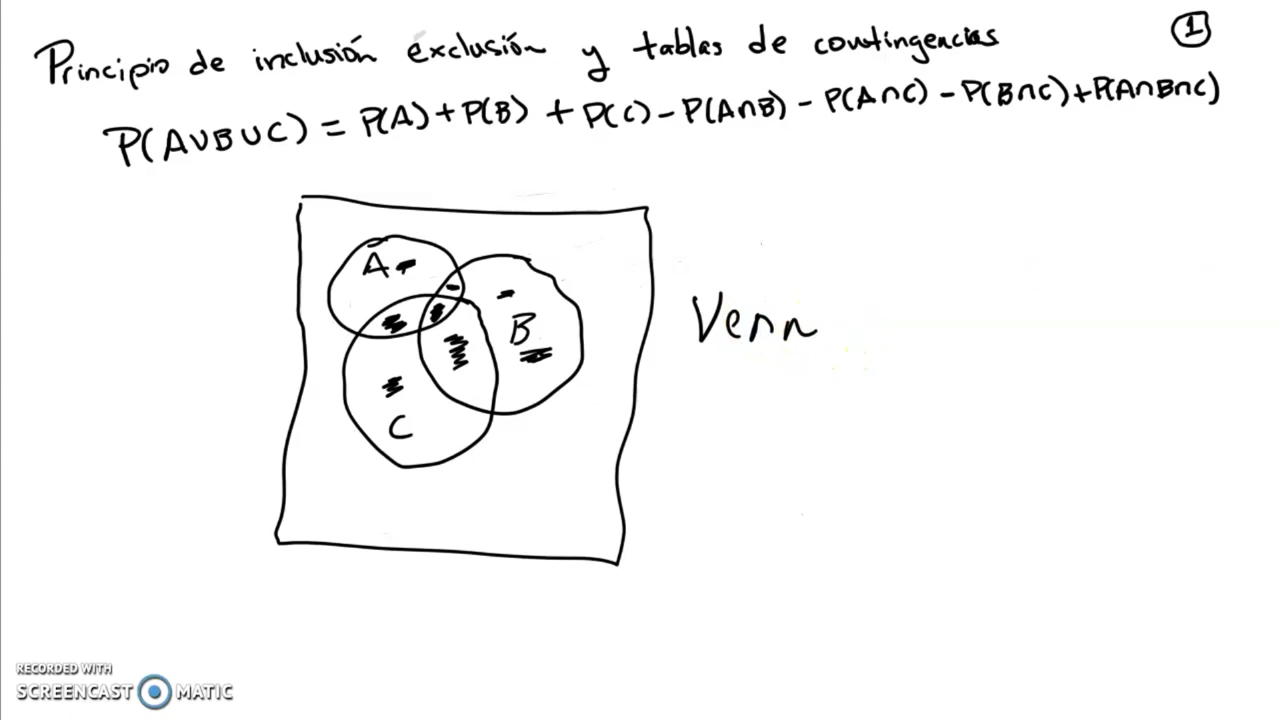 Principio de inclusión exclusión y tablas de contingencias ①
P(A∪B∪C) = P(A) + P(B) + P(C) - P(A∩B) - P(A∩C) - P(B∩C) + P(A∩B∩C)
A
B
C
Venn
RECORDED WITH
SCREENCAST MATIC